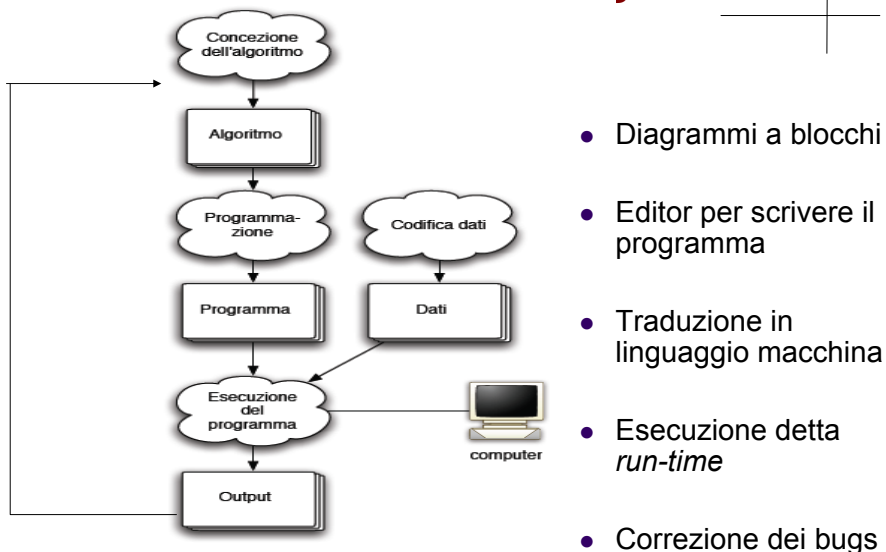 Concezione
dell'algoritmo
Algoritmo
Programma-
zione
Codifica dati
Programma
Dati
Esecuzione
del
programma
computer
Output
• Diagrammi a blocchi
• Editor per scrivere il
programma
• Traduzione in
linguaggio macchina
• Esecuzione detta
run-time
• Correzione dei bugs